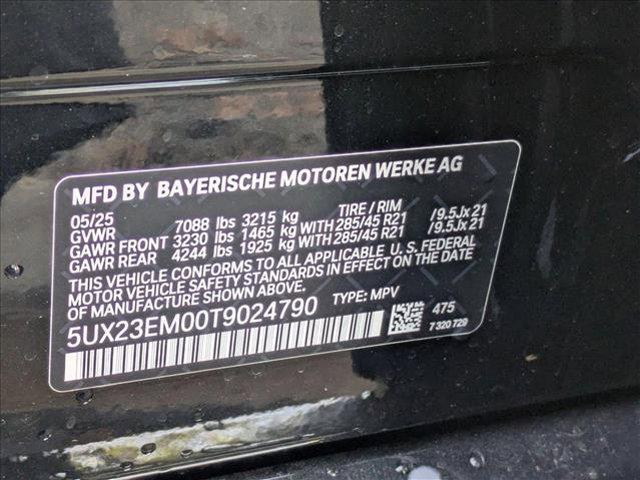 MFD BY BAYERISCHE MOTOREN WERKE AG
05/25
GVWR 7088 lbs 3215 kg TIRE / RIM
GAWR FRONT 3230 lbs 1465 kg WITH 285/45 R21 /9.5Jx21
GAWR REAR 4244 lbs 1925 kg WITH 285/45 R21 /9.5Jx21
THIS VEHICLE CONFORMS TO ALL APPLICABLE U. S. FEDERAL
MOTOR VEHICLE SAFETY STANDARDS IN EFFECT ON THE DATE
OF MANUFACTURE SHOWN ABOVE.
5UX23EM00T9024790 TYPE: MPV
475
7 320 729